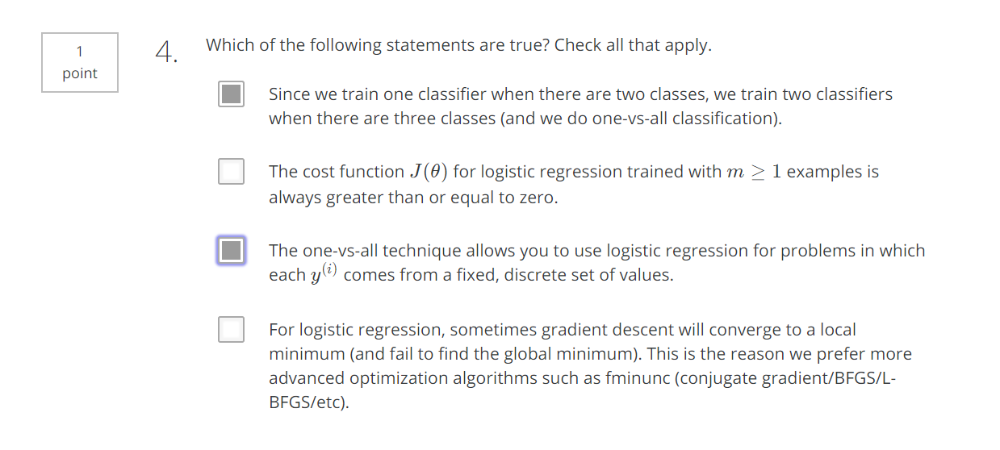 1
point
4.
Which of the following statements are true? Check all that apply.
Since we train one classifier when there are two classes, we train two classifiers
when there are three classes (and we do one-vs-all classification).
The cost function J(θ) for logistic regression trained with m ≥ 1 examples is
always greater than or equal to zero.
The one-vs-all technique allows you to use logistic regression for problems in which
each y⁽ⁱ⁾ comes from a fixed, discrete set of values.
For logistic regression, sometimes gradient descent will converge to a local
minimum (and fail to find the global minimum). This is the reason we prefer more
advanced optimization algorithms such as fminunc (conjugate gradient/BFGS/L-
BFGS/etc).